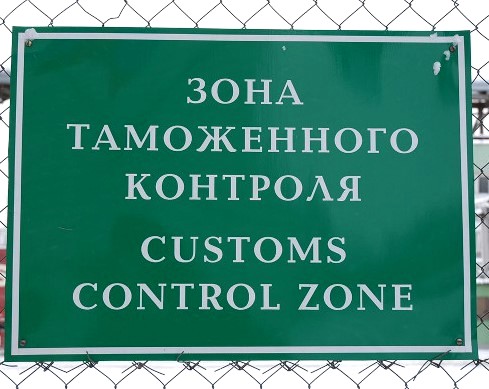 ЗОНА
ТАМОЖЕННОГО
КОНТРОЛЯ
CUSTOMS
CONTROL ZONE